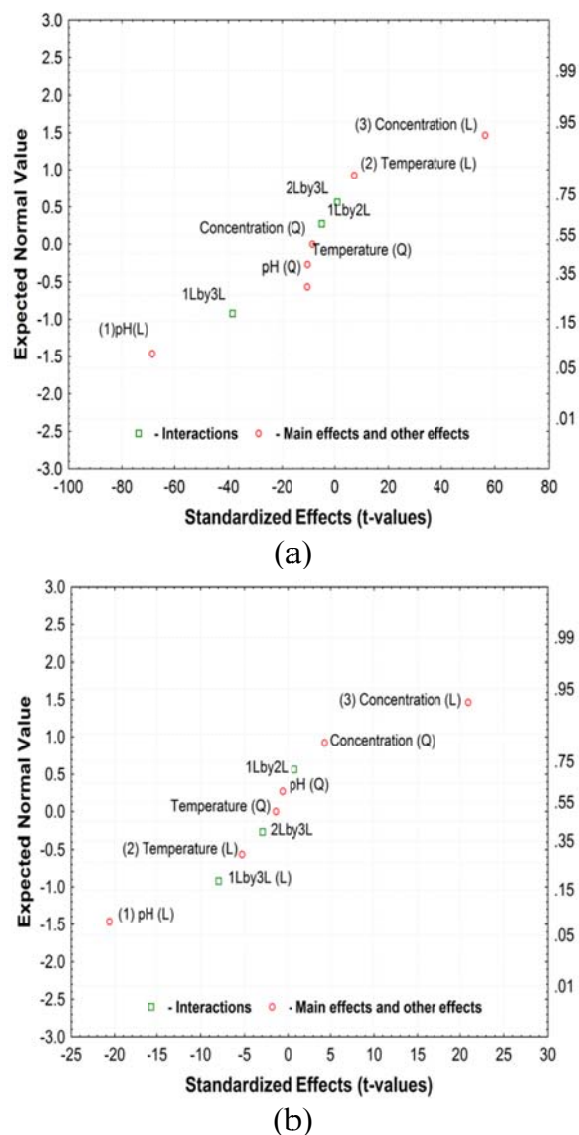 3.0
2.5
2.0
1.5
1.0
0.5
0.0
-0.5
-1.0
-1.5
-2.0
-2.5
-3.0
Expected Normal Value
.99
.95
.75
.55
.35
.15
.05
.01
(3) Concentration (L)
(2) Temperature (L)
2Lby3L
1Lby2L
Concentration (Q)
Temperature (Q)
pH (Q)
1Lby3L
(1)pH(L)
- Interactions - Main effects and other effects
-100 -80 -60 -40 -20 0 20 40 60 80
Standardized Effects (t-values)
(a)
3.0
2.5
2.0
1.5
1.0
0.5
0.0
-0.5
-1.0
-1.5
-2.0
-2.5
-3.0
Expected Normal Value
.99
.95
.75
.55
.35
.15
.05
.01
(3) Concentration (L)
Concentration (Q)
1Lby2L
pH (Q)
Temperature (Q)
2Lby3L
(2) Temperature (L)
1Lby3L (L)
(1) pH (L)
- Interactions - Main effects and other effects
-25 -20 -15 -10 -5 0 5 10 15 20 25 30
Standardized Effects (t-values)
(b)